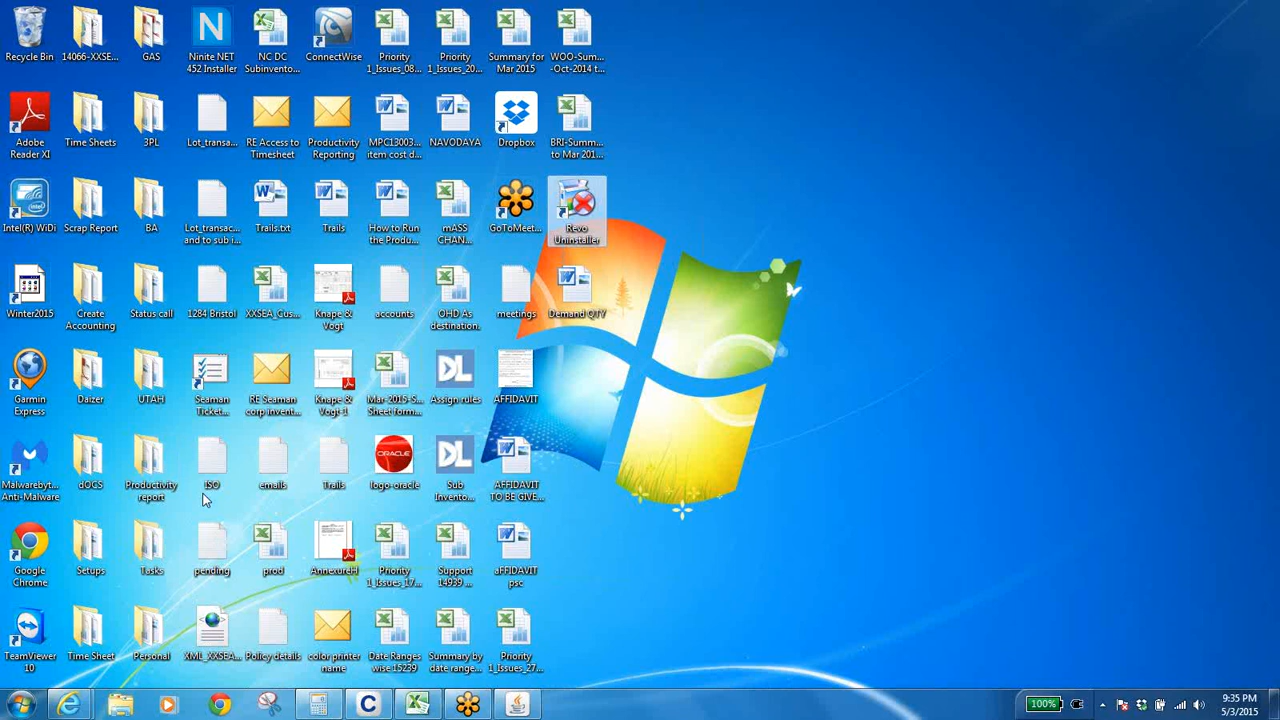 Recycle Bin
14066-XXSE...
GAS
Ninite NET
452 Installer
NC DC
Subinvento...
ConnectWise
Priority
1_Issues_08...
Priority
1_Issues_20...
Summary for
Mar 2015
WOO-Sum...
-Oct-2014 t...
Adobe
Reader XI
Time Sheets
3PL
Lot_transa...
RE Access to
Timesheet
Productivity
Reporting
MPC13003...
item cost d...
NAVODAYA
Dropbox
BRI-Summ...
to Mar 201...
Intel(R) WiDi
Scrap Report
BA
Lot_transac...
and to sub i...
Trails.txt
Trails
How to Run
the Produ...
mASS
CHAN...
GoToMeet...
Revo
Uninstaller
Winter2015
Create
Accounting
Status call
1284 Bristol
XXSEA_Cus...
Knape &
Vogt
accounts
OHD As
destination.
meetings
Demand QTY
Garmin
Express
Daizer
UTAH
Seaman
Ticket...
RE Seaman
corp invent...
Knape &
Vogt-1
Mar-2015-S...
Sheet form...
DL
Assign rules
AFFIDAVIT
Malwarebyt...
Anti-Malware
dOCS
Productivity
report
ISO
emails
Trails
ORACLE
logo-oracle
DL
Sub
Invento...
AFFIDAVIT
TO BE GIVE...
Google
Chrome
Setups
Tasks
pending
prod
AnnexureH
Priority
1_Issues_17...
Support
14939 ...
aFFIDAVIT
psc
TeamViewer
10
Time Sheet
Personal
XML_XXSEA...
Policy details
color printer
name
Date Ranges
wise 15239
Summary by
date range...
Priority
1_Issues_27...
100%
9:35 PM
5/3/2015